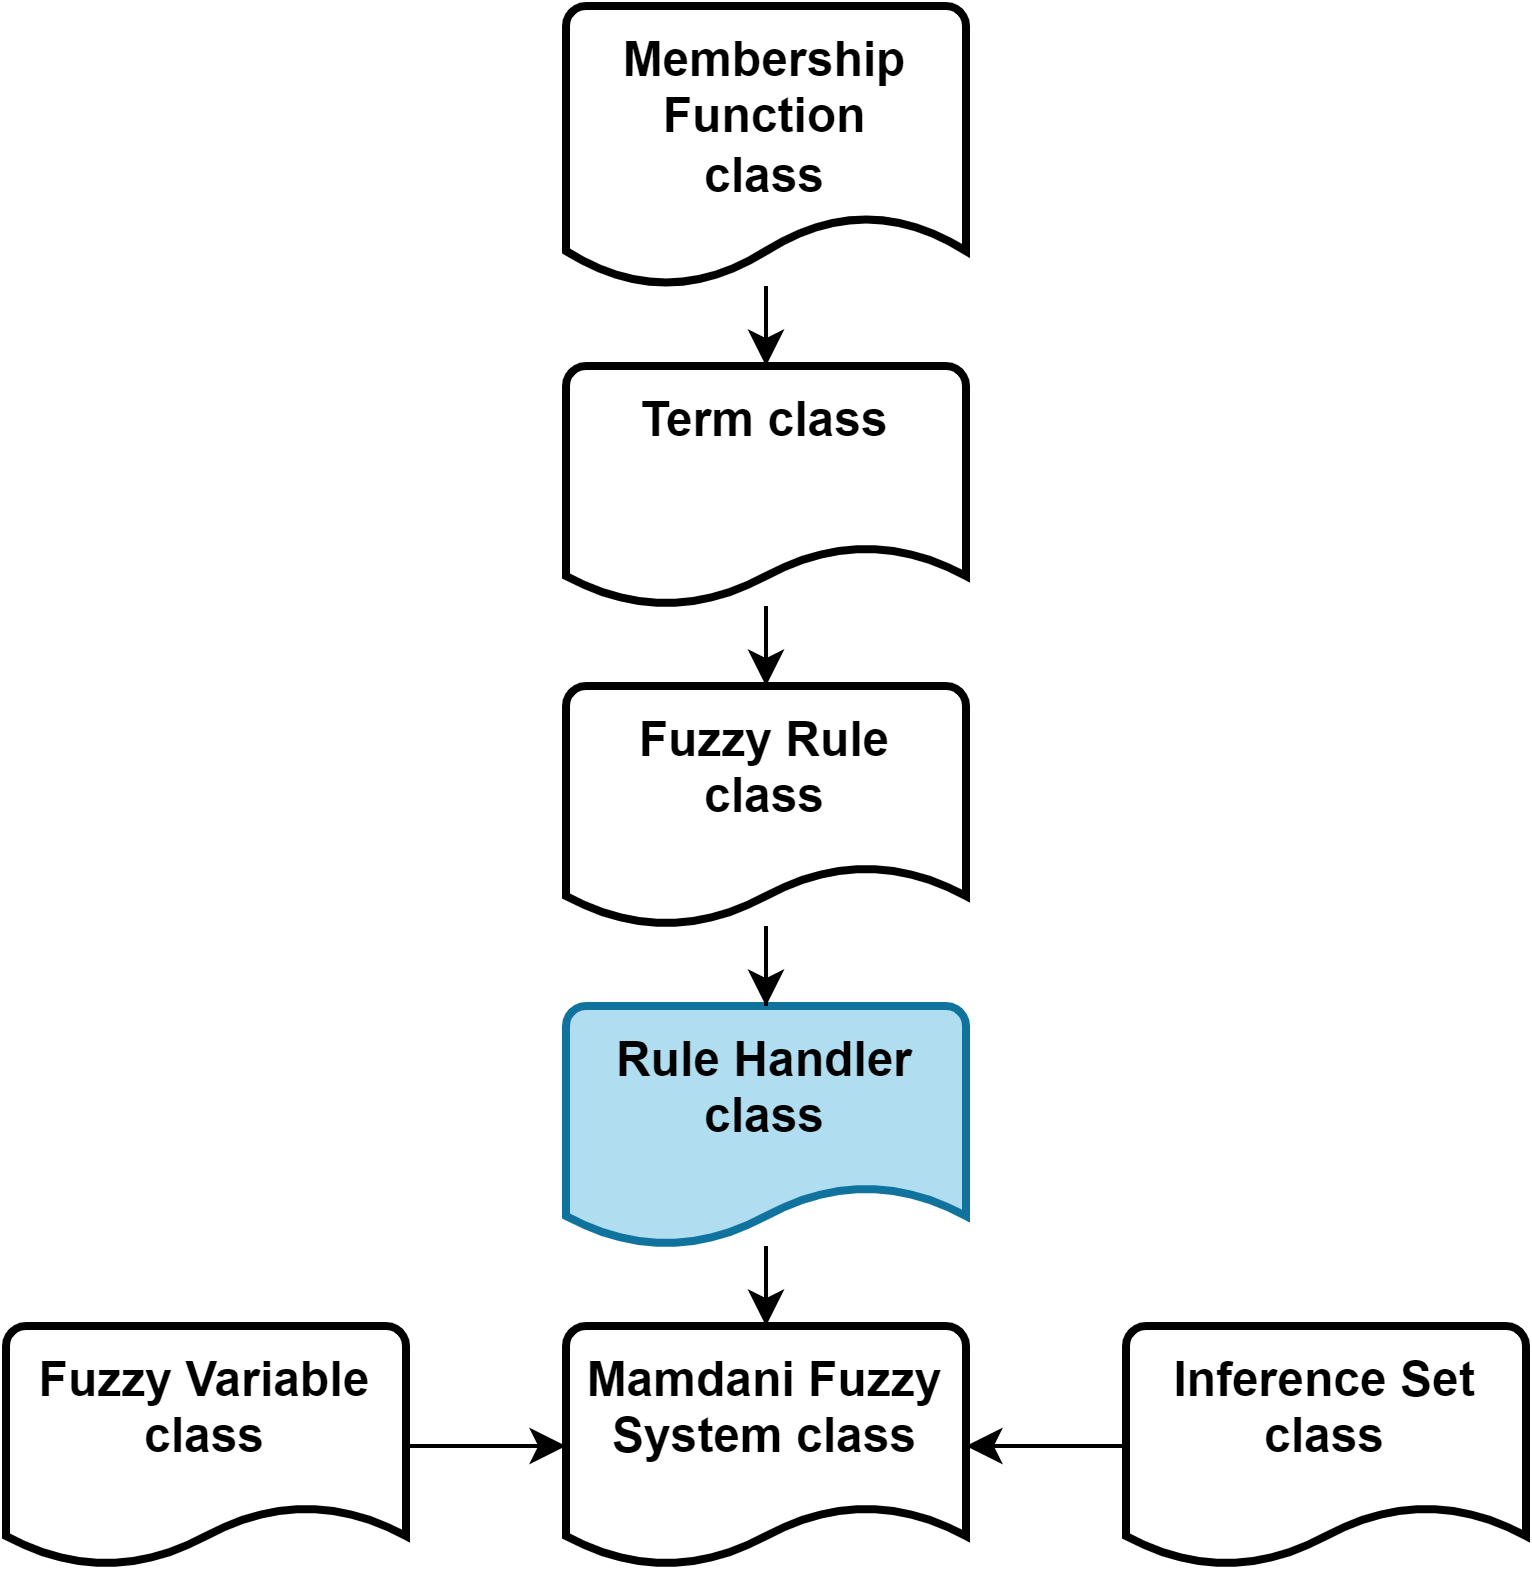 Membership
Function
class
Term class
Fuzzy Rule
class
Rule Handler
class
Fuzzy Variable
class
Mamdani Fuzzy
System class
Inference Set
class